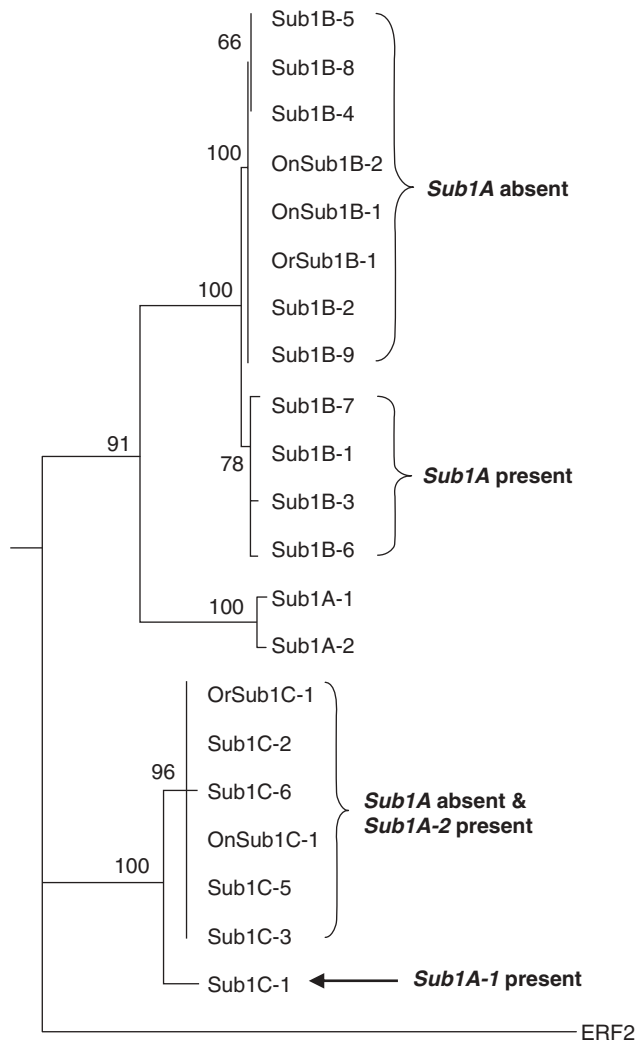 Sub1B-5
66
Sub1B-8
Sub1B-4
100
OnSub1B-2
Sub1A absent
OnSub1B-1
OrSub1B-1
100
Sub1B-2
Sub1B-9
Sub1B-7
91
Sub1B-1
78
Sub1A present
Sub1B-3
Sub1B-6
Sub1A-1
100
Sub1A-2
OrSub1C-1
Sub1C-2
96
Sub1C-6
Sub1A absent &
Sub1A-2 present
OnSub1C-1
100
Sub1C-5
Sub1C-3
Sub1C-1
Sub1A-1 present
ERF2